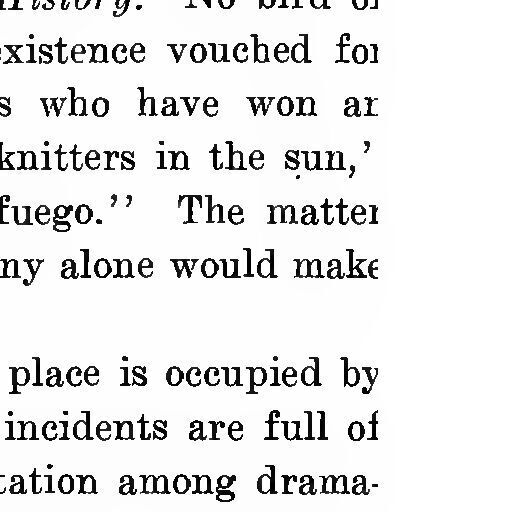 History. No bird of
existence vouched for
s who have won an
knitters in the sun,'
fuego.'' The matter
ny alone would make
place is occupied by
incidents are full of
tation among drama-